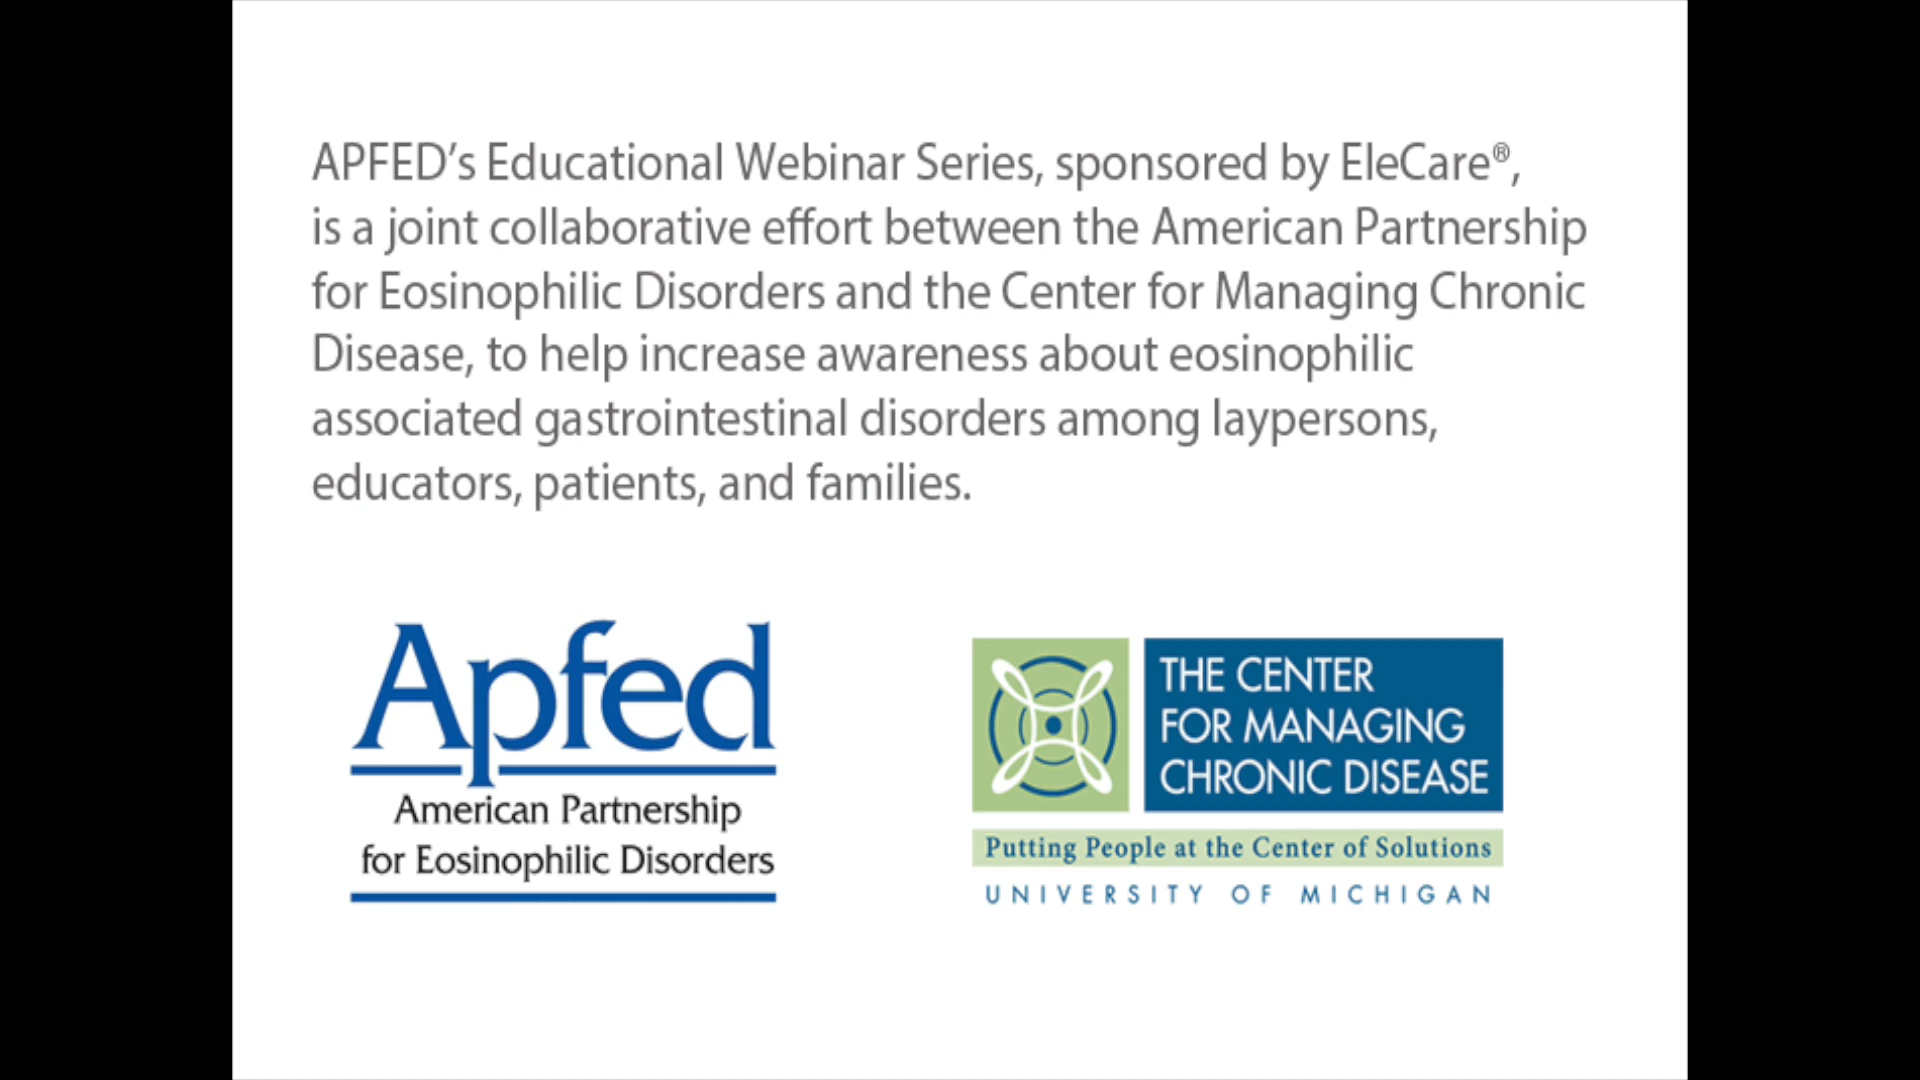 APFED’s Educational Webinar Series, sponsored by EleCare®,
is a joint collaborative effort between the American Partnership
for Eosinophilic Disorders and the Center for Managing Chronic
Disease, to help increase awareness about eosinophilic
associated gastrointestinal disorders among laypersons,
educators, patients, and families.
Apfed
American Partnership
for Eosinophilic Disorders
THE CENTER
FOR MANAGING
CHRONIC DISEASE
Putting People at the Center of Solutions
UNIVERSITY OF MICHIGAN